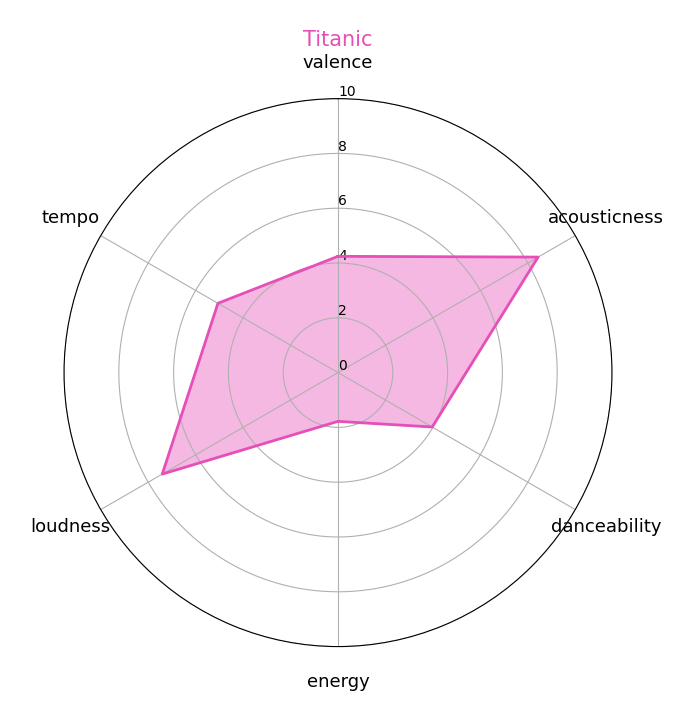 Titanic
valence
10
8
tempo
6
acousticness
4
2
0
loudness
danceability
energy